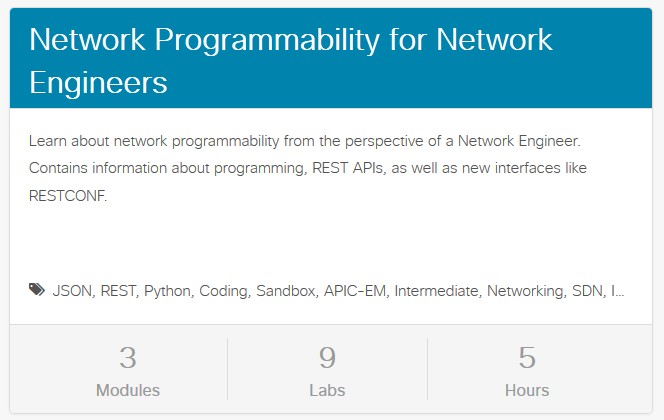 Network Programmability for Network
Engineers
Learn about network programmability from the perspective of a Network Engineer.
Contains information about programming, REST APIs, as well as new interfaces like
RESTCONF.
JSON, REST, Python, Coding, Sandbox, APIC-EM, Intermediate, Networking, SDN, I...
3 9 5
Modules Labs Hours